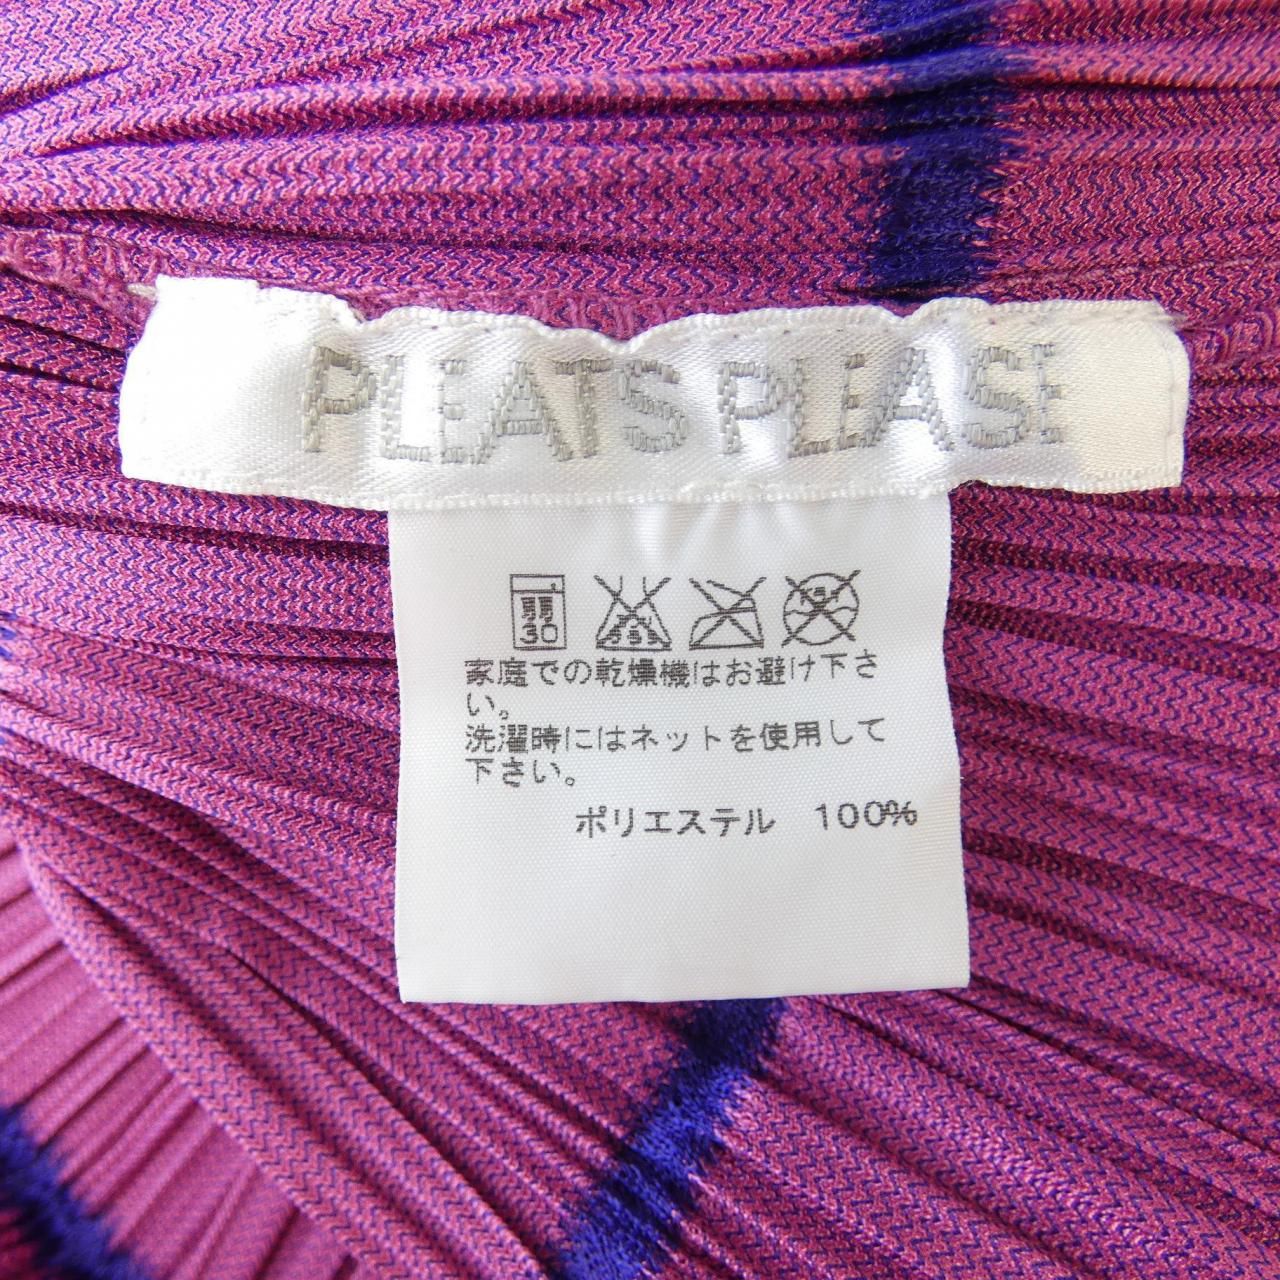 PLEATS PLEASE
弱
30
家庭での乾燥機はお避け下さ
い。
洗濯時にはネットを使用して
下さい。
ポリエステル 100%